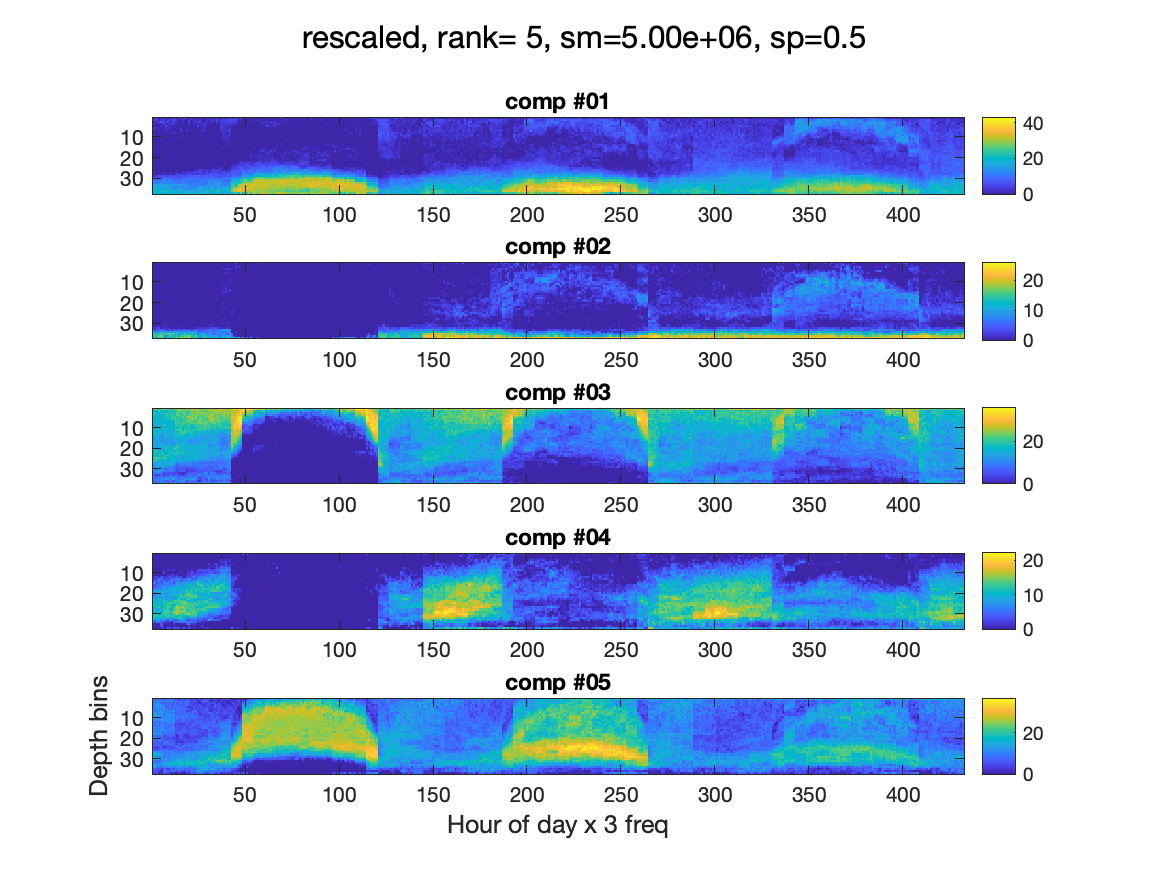 rescaled, rank= 5, sm=5.00e+06, sp=0.5
comp #01
10
20
30
50 100 150 200 250 300 350 400
40
20
0
comp #02
10
20
30
50 100 150 200 250 300 350 400
20
10
0
comp #03
10
20
30
50 100 150 200 250 300 350 400
20
0
comp #04
10
20
30
50 100 150 200 250 300 350 400
20
10
0
comp #05
Depth bins
10
20
30
50 100 150 200 250 300 350 400
20
0
Hour of day x 3 freq